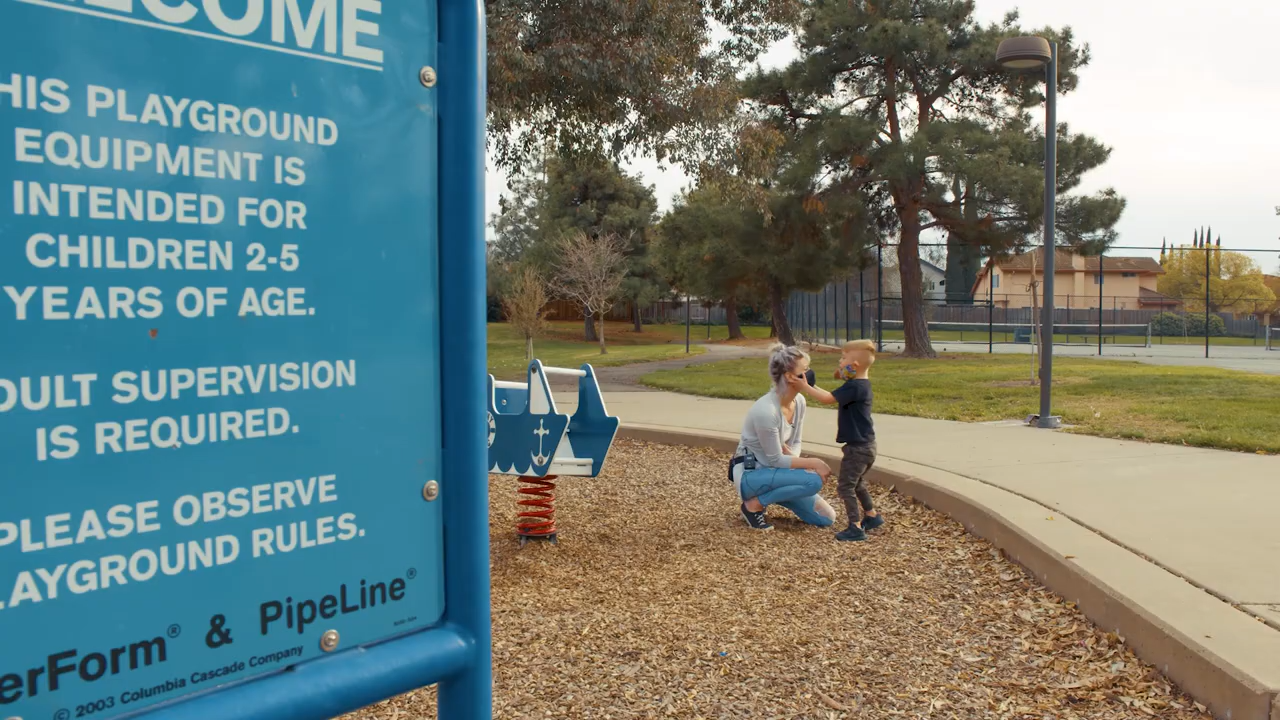 LCOME
HIS PLAYGROUND
EQUIPMENT IS
INTENDED FOR
CHILDREN 2-5
YEARS OF AGE.
DULT SUPERVISION
IS REQUIRED.
PLEASE OBSERVE
LAYGROUND RULES.
erForm® & PipeLine®
© 2003 Columbia Cascade Company